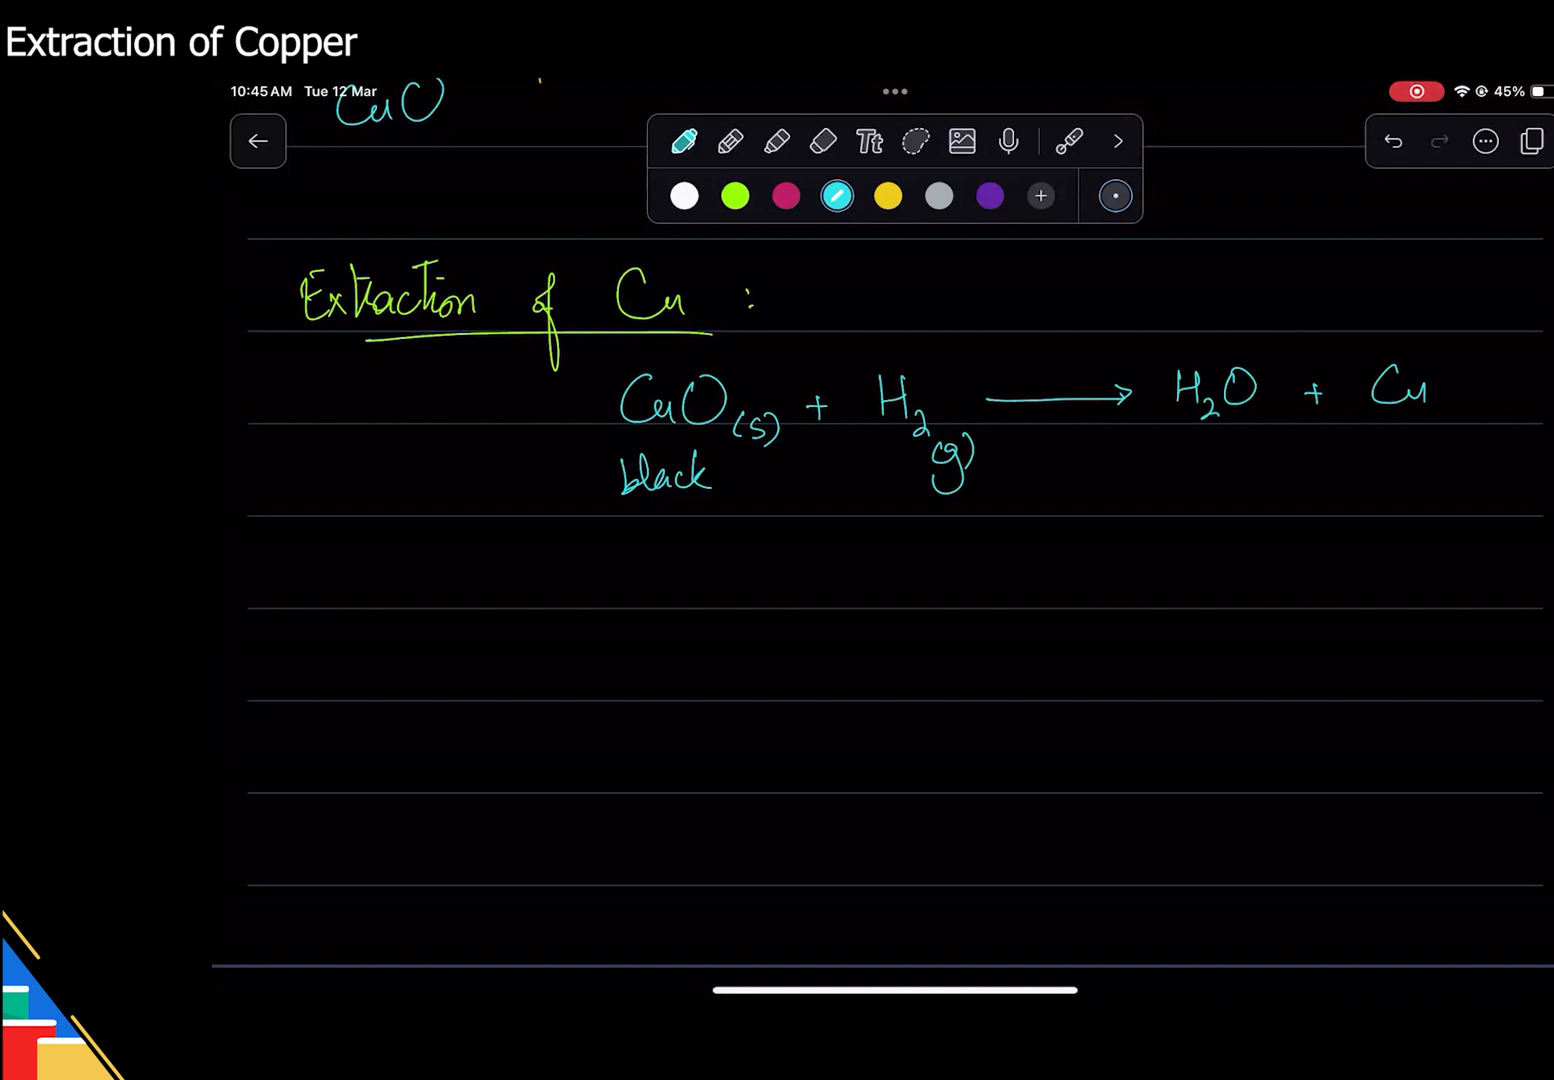 Extraction of Copper
10:45 AM Tue 12 Mar
45%
CuO
Tt
Extraction of Cu :
CuO(s) + H2(g) ⟶ H2O + Cu
black